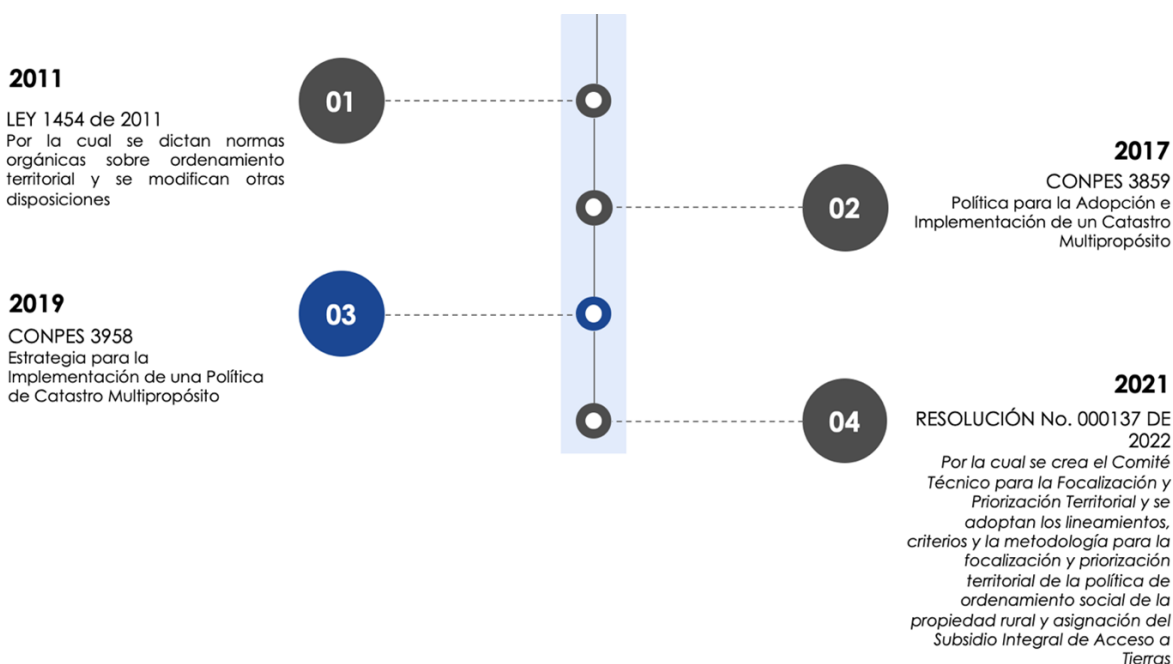 2011
LEY 1454 de 2011
Por la cual se dictan normas
orgánicas sobre ordenamiento
territorial y se modifican otras
disposiciones
01
2017
CONPES 3859
Política para la Adopción e
Implementación de un Catastro
Multipropósito
02
2019
CONPES 3958
Estrategia para la
Implementación de una Política
de Catastro Multipropósito
03
2021
RESOLUCIÓN No. 000137 DE
2022
Por la cual se crea el Comité
Técnico para la Focalización y
Priorización Territorial y se
adoptan los lineamientos,
criterios y la metodología para la
focalización y priorización
territorial de la política de
ordenamiento social de la
propiedad rural y asignación del
Subsidio Integral de Acceso a
Tierras
04